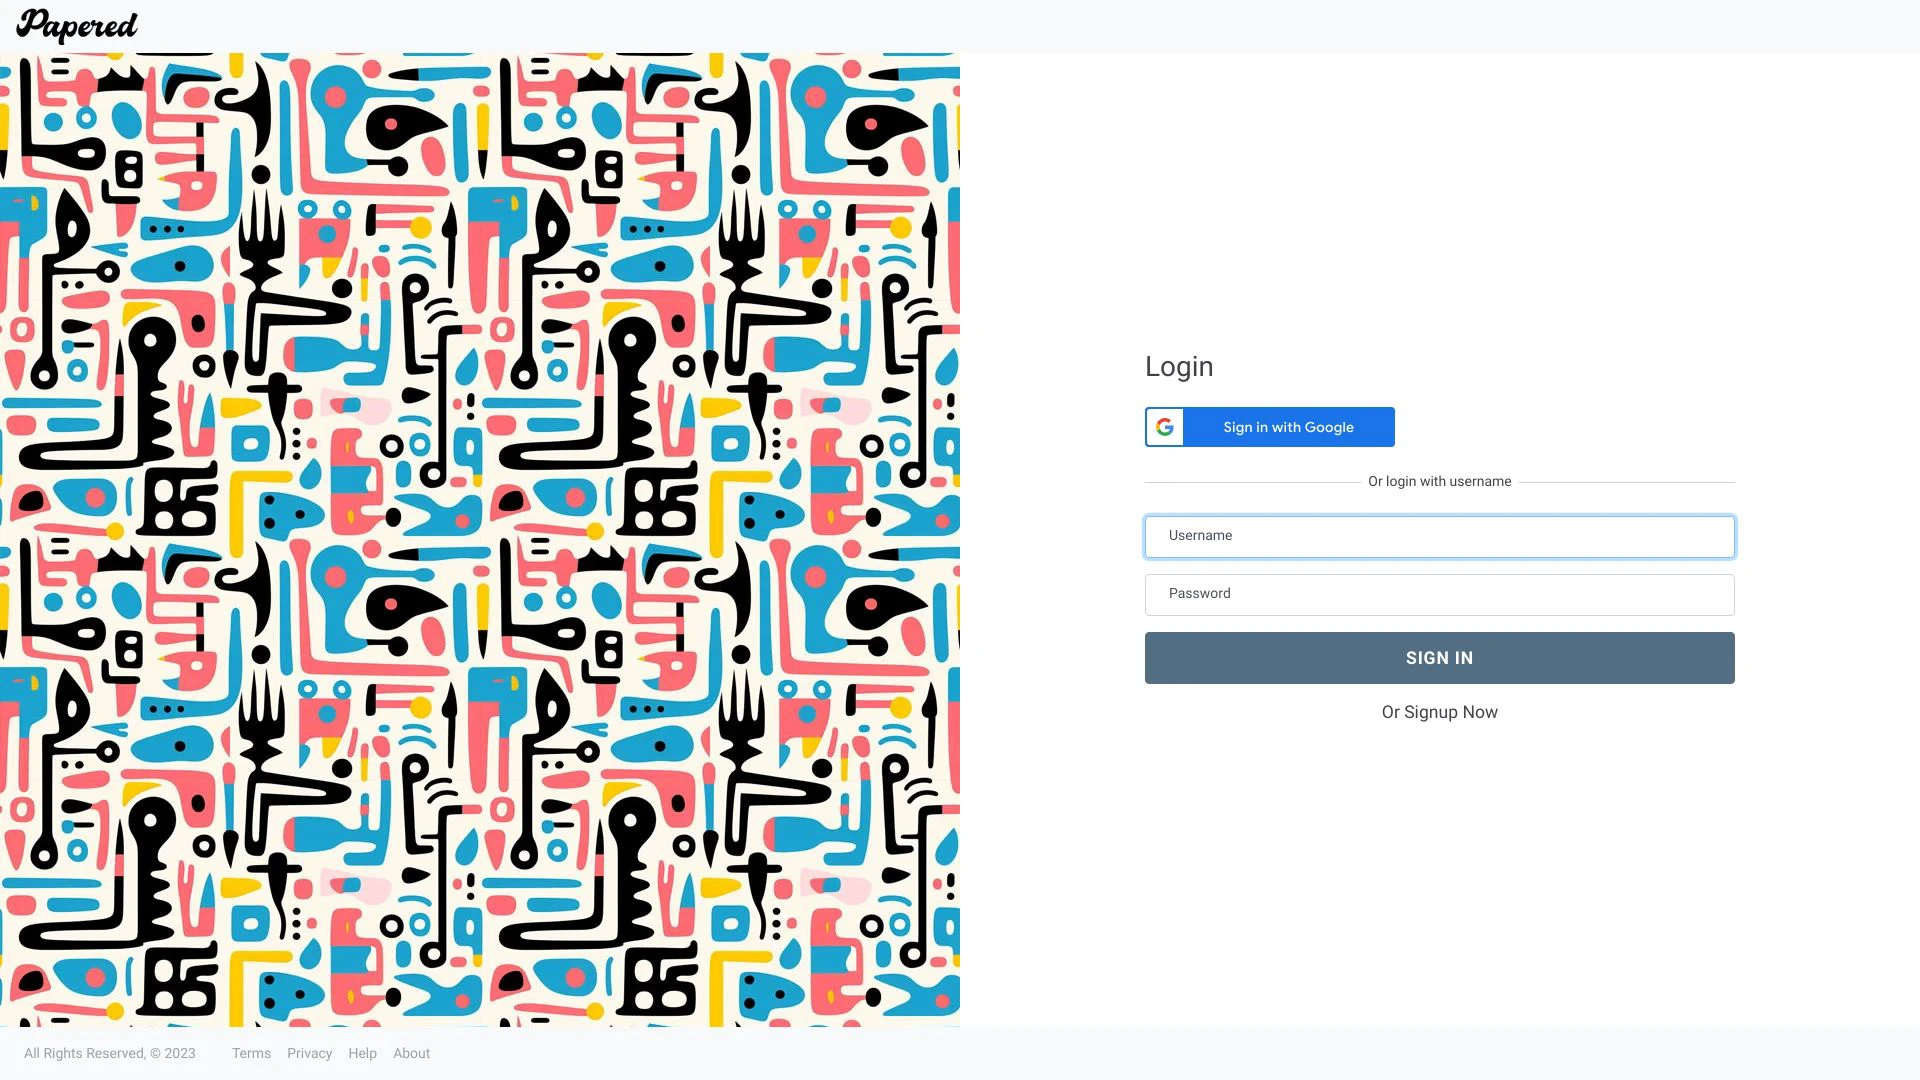 Papered
Login
Sign in with Google
Or login with username
Username
Password
SIGN IN
Or Signup Now
All Rights Reserved, © 2023 Terms Privacy Help About